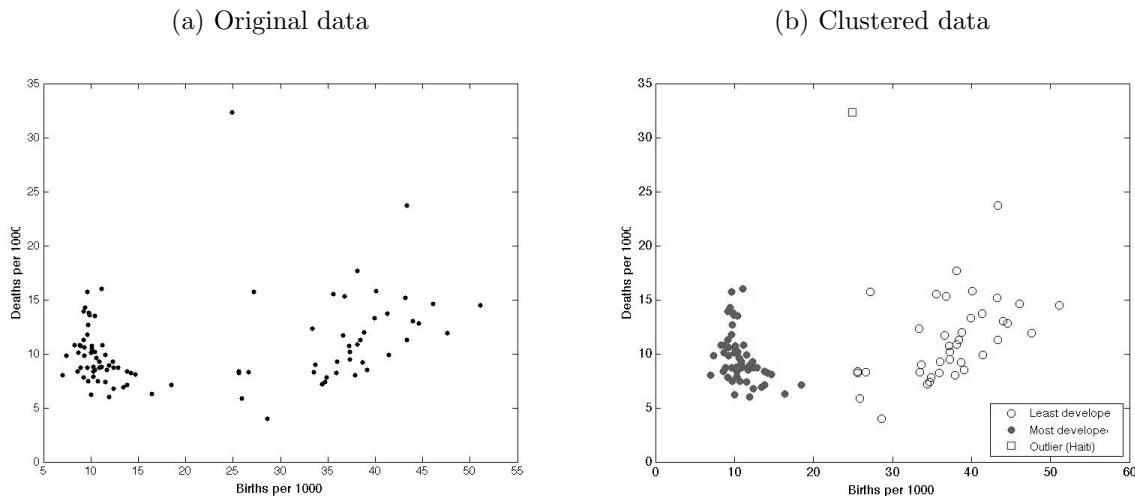 (a) Original data
(b) Clustered data
35
30
25
20
15
10
5
0
Deaths per 1000
5 10 15 20 25 30 35 40 45 50 55
Births per 1000
35
30
25
20
15
10
5
0
Deaths per 1000
0 10 20 30 40 50 60
Births per 1000
Least develope
Most develope
Outlier (Haiti)